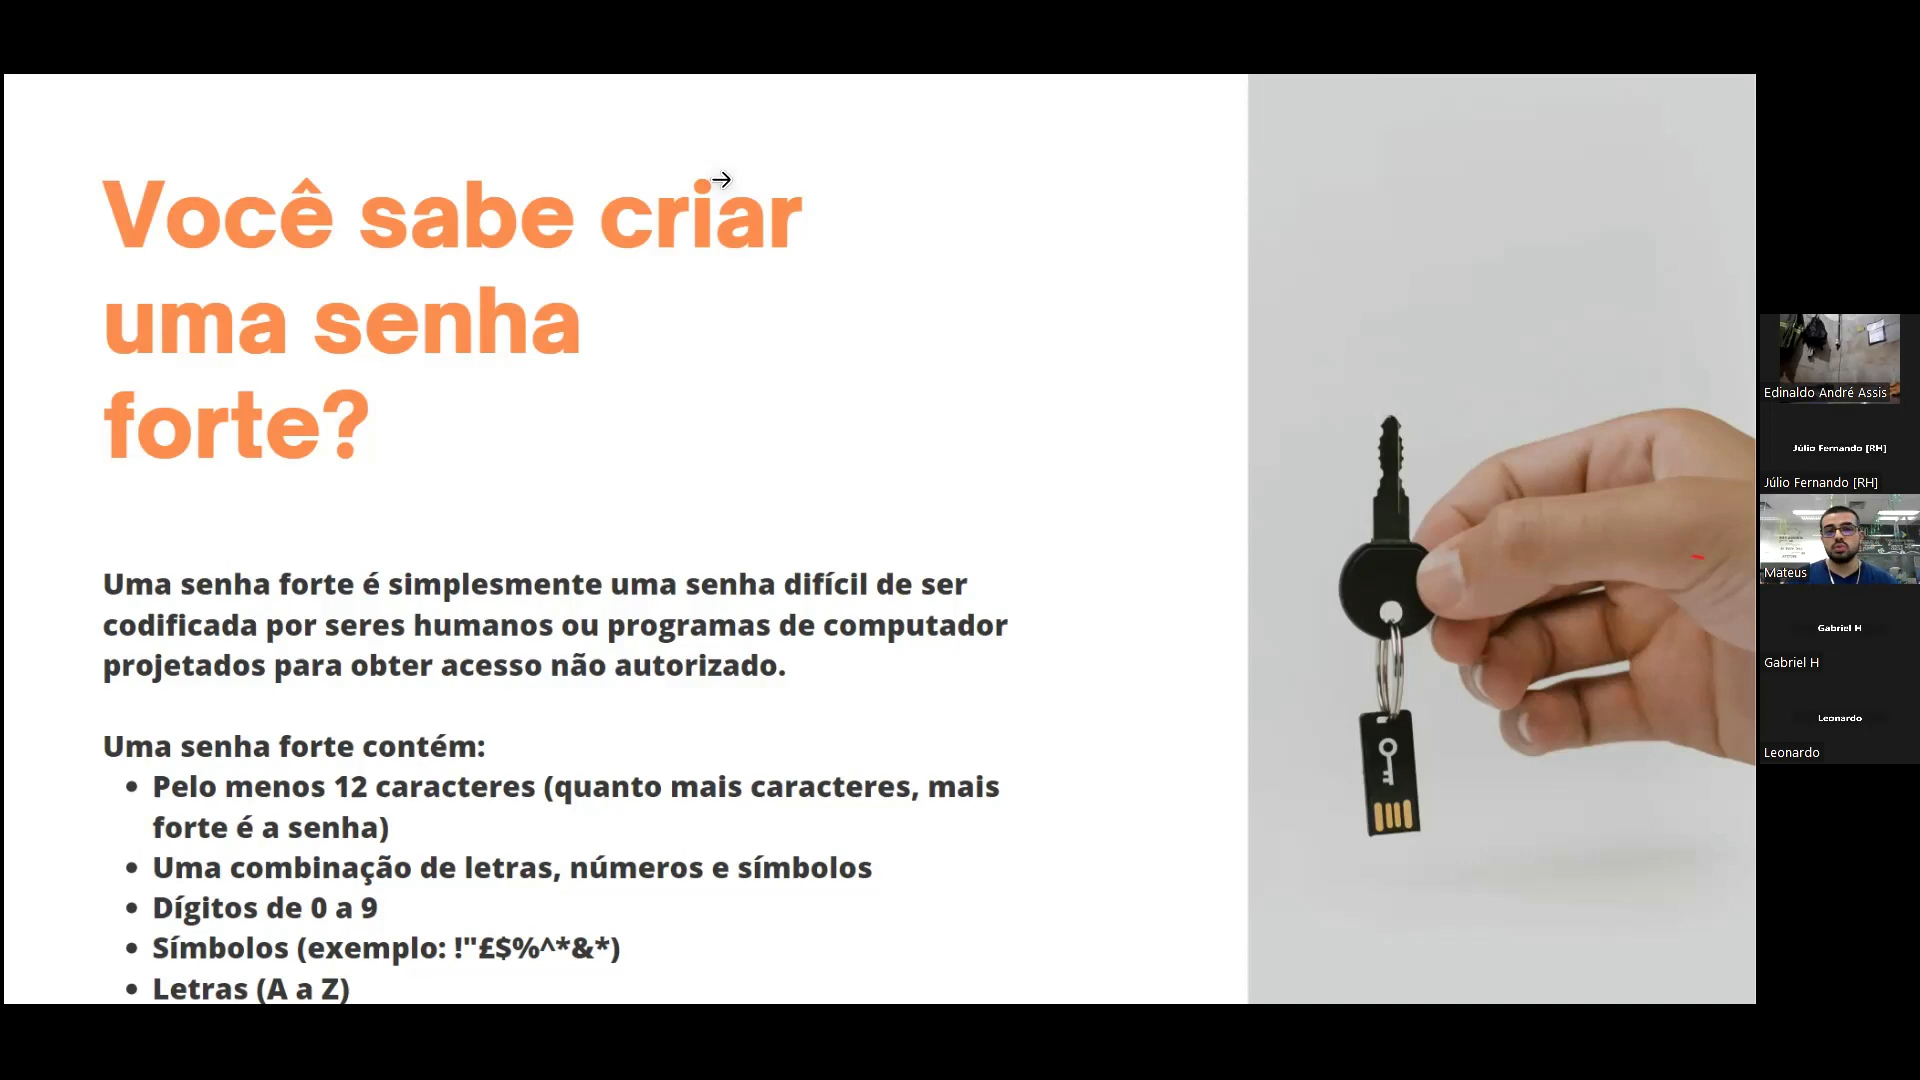 Você sabe criar
uma senha
forte?
Uma senha forte é simplesmente uma senha difícil de ser
codificada por seres humanos ou programas de computador
projetados para obter acesso não autorizado.
Uma senha forte contém:
• Pelo menos 12 caracteres (quanto mais caracteres, mais
forte é a senha)
• Uma combinação de letras, números e símbolos
• Dígitos de 0 a 9
• Símbolos (exemplo: !"£$%^*&*)
• Letras (A a Z)
Edinaldo André Assis
Júlio Fernando [RH]
Júlio Fernando [RH]
Mateus
Gabriel H
Gabriel H
Leonardo
Leonardo